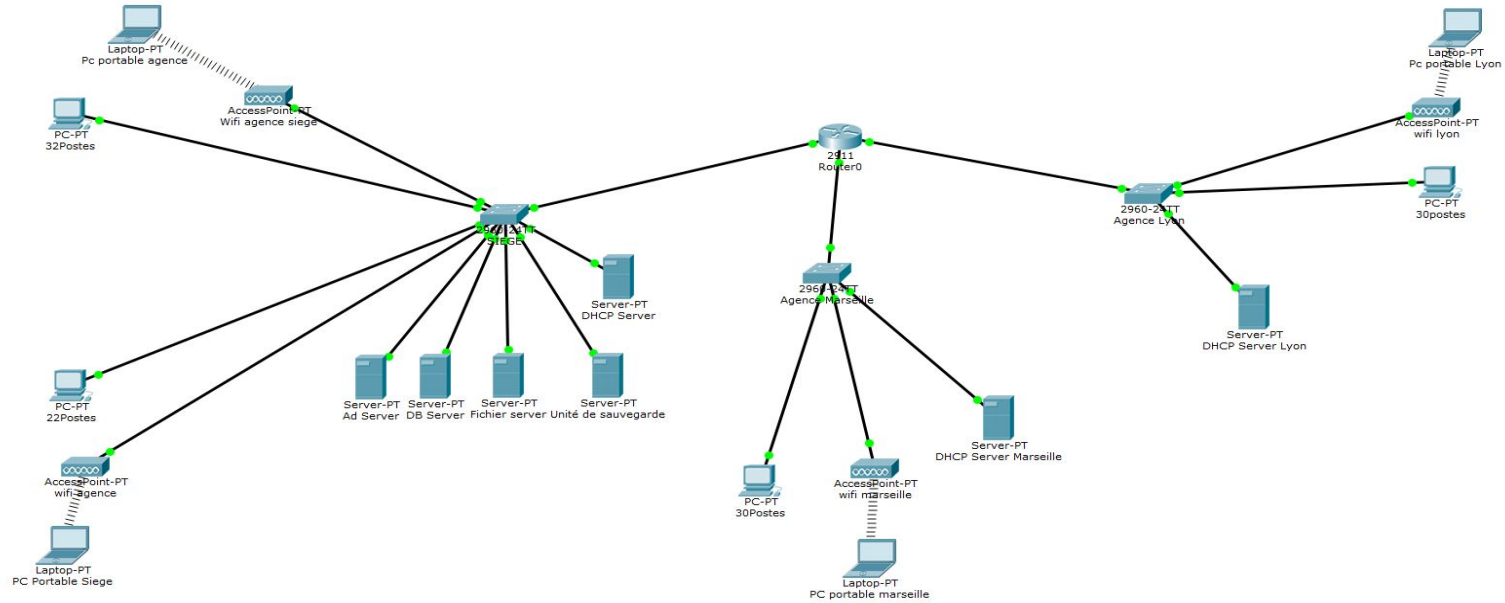 Laptop-PT
Pc portable agence
AccessPoint-PT
Wifi agence siege
PC-PT
32Postes
2960-24TT
SIEGE
Server-PT
DHCP Server
PC-PT
22Postes
Server-PT
Ad Server
Server-PT
DB Server
Server-PT
Fichier server
Server-PT
Unité de sauvegarde
AccessPoint-PT
wifi agence
Laptop-PT
PC Portable Siege
2911
Router0
2960-24TT
Agence Marseille
Server-PT
DHCP Server Marseille
PC-PT
30Postes
AccessPoint-PT
wifi marseille
Laptop-PT
PC portable marseille
Laptop-PT
Pc portable Lyon
AccessPoint-PT
wifi lyon
PC-PT
30postes
2960-24TT
Agence Lyon
Server-PT
DHCP Server Lyon